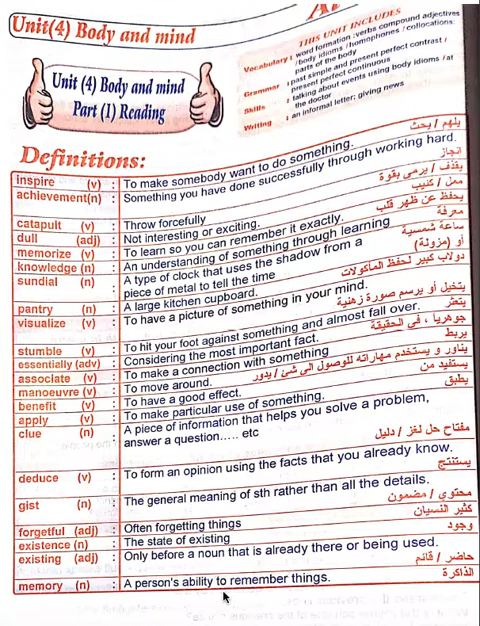 Unit(4) Body and mind
THIS UNIT INCLUDES
Vocabulary : word formation :verbs compound adjectives
/body idioms /homophones / collocations:
parts of the body
Grammar : past simple and present perfect contrast /
present perfect continuous
Skills : talking about events using body idioms /at
the doctor
Writing : an informal letter; giving news
Unit (4) Body and mind
Part (1) Reading
Definitions:
inspire (v) : To make somebody want to do something. يلهم / يحث
achievement(n) : Something you have done successfully through working hard.
انجاز
catapult (v) : Throw forcefully يقذف / يرمى بقوة
dull (adj) : Not interesting or exciting. ممل / كئيب
memorize (v) : To learn so you can remember it exactly. يحفظ عن ظهر قلب
knowledge (n) : An understanding of something through learning معرفة
sundial (n) : A type of clock that uses the shadow from a ساعة شمسية
piece of metal to tell the time أو (مزولة)
pantry (n) : A large kitchen cupboard. دولاب كبير لحفظ المأكولات
visualize (v) : To have a picture of something in your mind.
يتخيل أو يرسم صورة زهنية
stumble (v) : To hit your foot against something and almost fall over. يتعثر
essentially (adv) : Considering the most important fact. جوهريا ، في الحقيقة
associate (v) : To make a connection with something يربط
manoeuvre (v) : To move around. يناور و يستخدم مهاراته للوصول الى شئ / يدور
benefit (v) : To have a good effect. يستفيد من
apply (v) : To make particular use of something. يطبق
clue (n) : A piece of information that helps you solve a problem,
answer a question..... etc مفتاح حل لغز / دليل
deduce (v) : To form an opinion using the facts that you already know.
يستنتج
gist (n) : The general meaning of sth rather than all the details.
محتوي / مضمون
forgetful (adj) : Often forgetting things كثير النسيان
existence (n) : The state of existing وجود
existing (adj) : Only before a noun that is already there or being used.
حاضر / قائم
memory (n) : A person's ability to remember things. الذاكرة